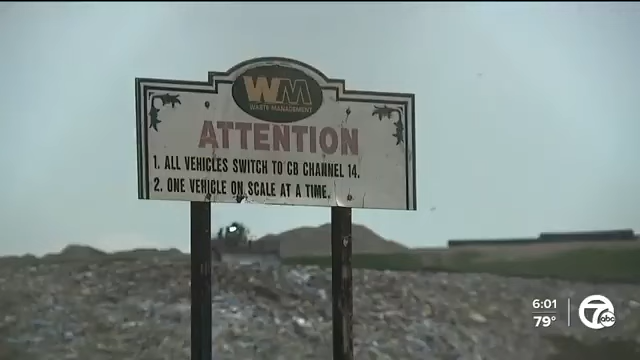 WM
WASTE MANAGEMENT
ATTENTION
1. ALL VEHICLES SWITCH TO CB CHANNEL 14.
2. ONE VEHICLE ON SCALE AT A TIME.
6:01
79°
7
abc